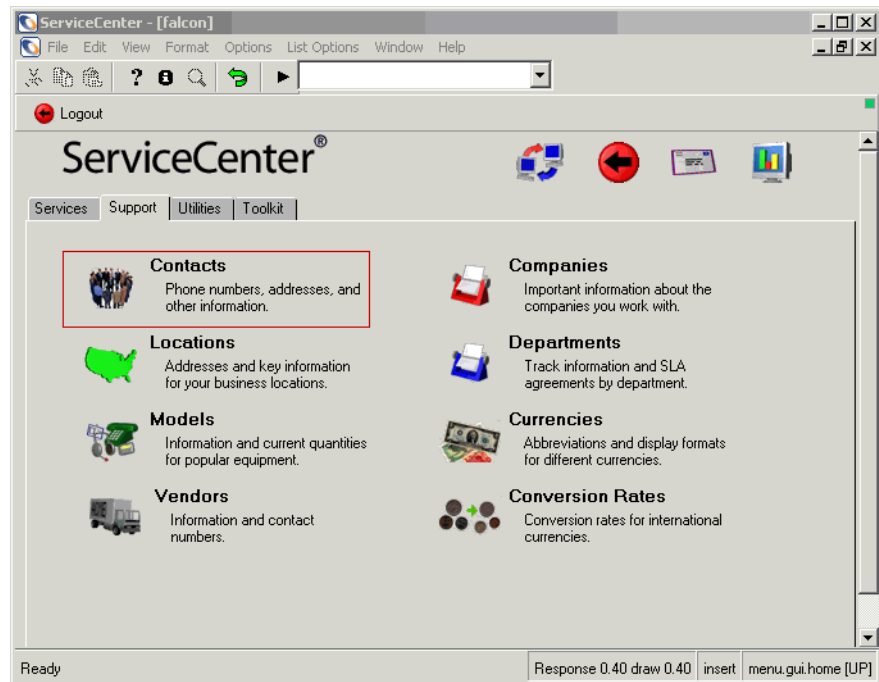 ServiceCenter - [falcon]
File Edit View Format Options List Options Window Help
Logout
ServiceCenter®
Services Support Utilities Toolkit
Contacts
Phone numbers, addresses, and
other information.
Companies
Important information about the
companies you work with.
Locations
Addresses and key information
for your business locations.
Departments
Track information and SLA
agreements by department.
Models
Information and current quantities
for popular equipment.
Currencies
Abbreviations and display formats
for different currencies.
Vendors
Information and contact
numbers.
Conversion Rates
Conversion rates for international
currencies.
Ready Response 0.40 draw 0.40 insert menu.gui.home [UP]